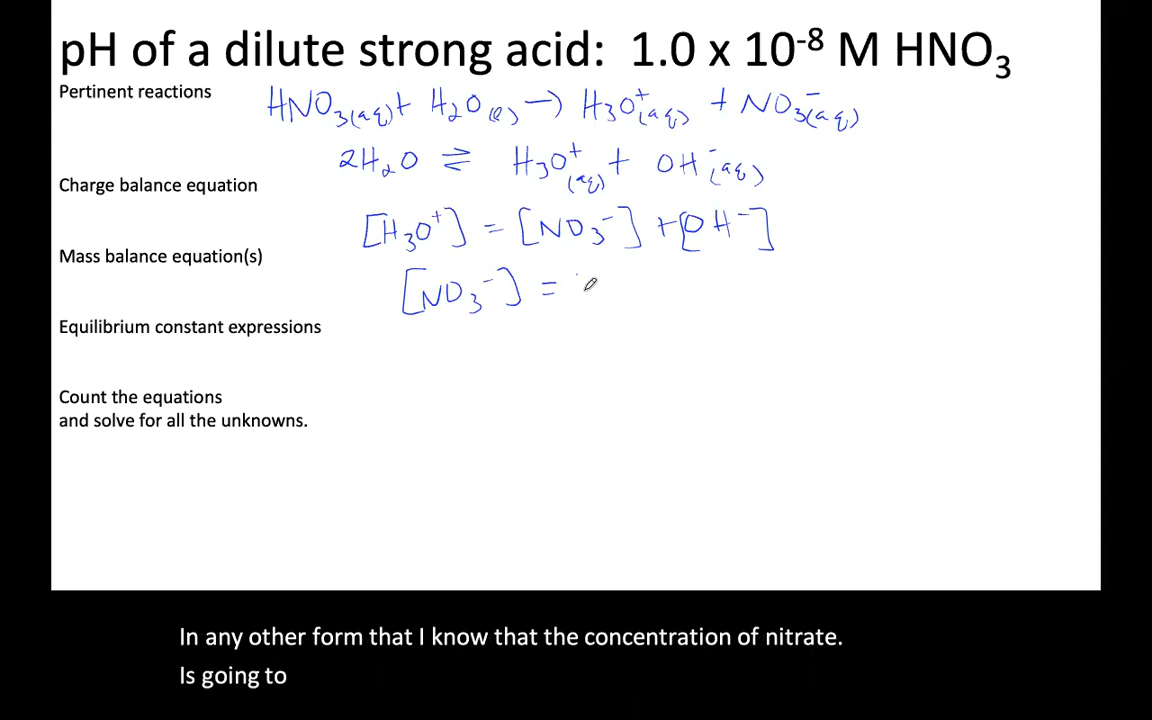 pH of a dilute strong acid: 1.0 x 10⁻⁸ M HNO₃
Pertinent reactions
HNO₃(aq) + H₂O(l) → H₃O⁺(aq) + NO₃⁻(aq)
2H₂O ⇌ H₃O⁺(aq) + OH⁻(aq)
Charge balance equation
[H₃O⁺] = [NO₃⁻] + [OH⁻]
Mass balance equation(s)
[NO₃⁻] =
Equilibrium constant expressions
Count the equations
and solve for all the unknowns.
In any other form that I know that the concentration of nitrate.
Is going to